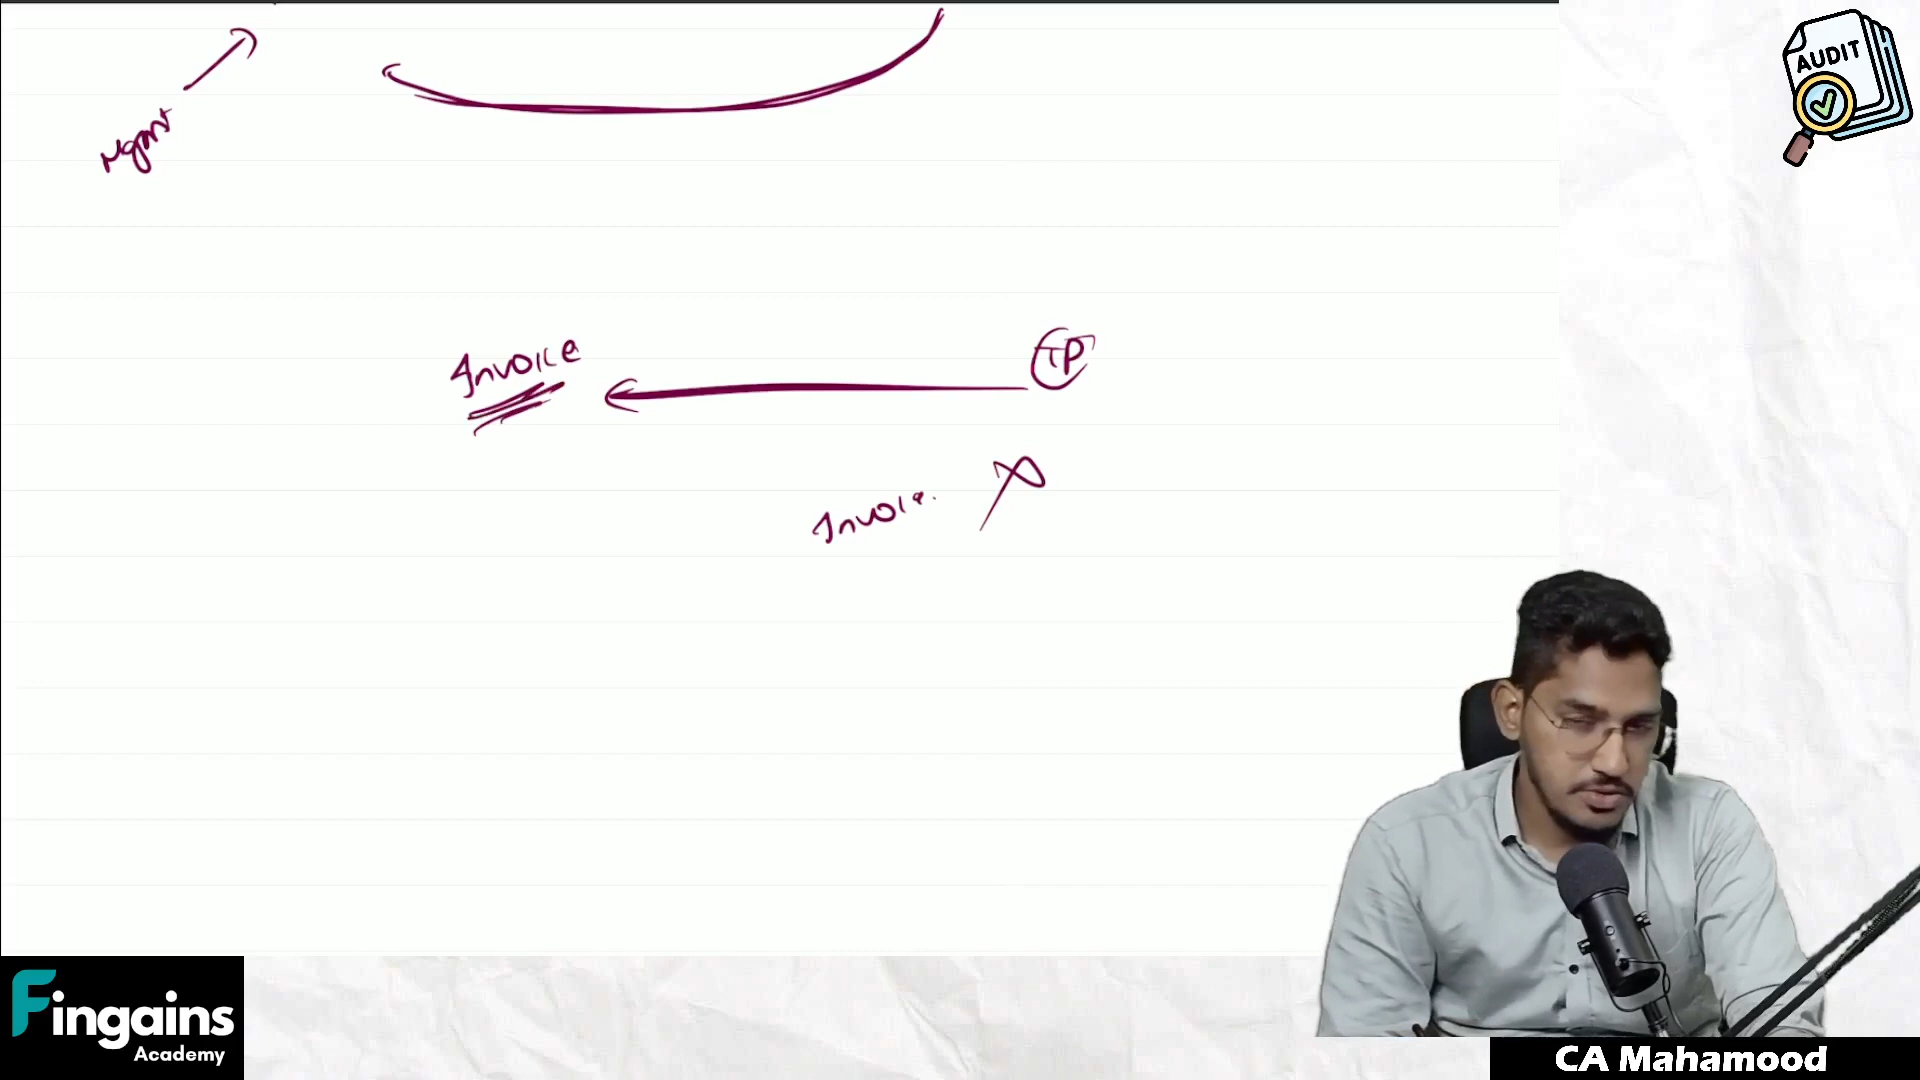 AUDIT
Mgmt
Invoice
TP
Invoice.
Fingains
Academy
CA Mahamood